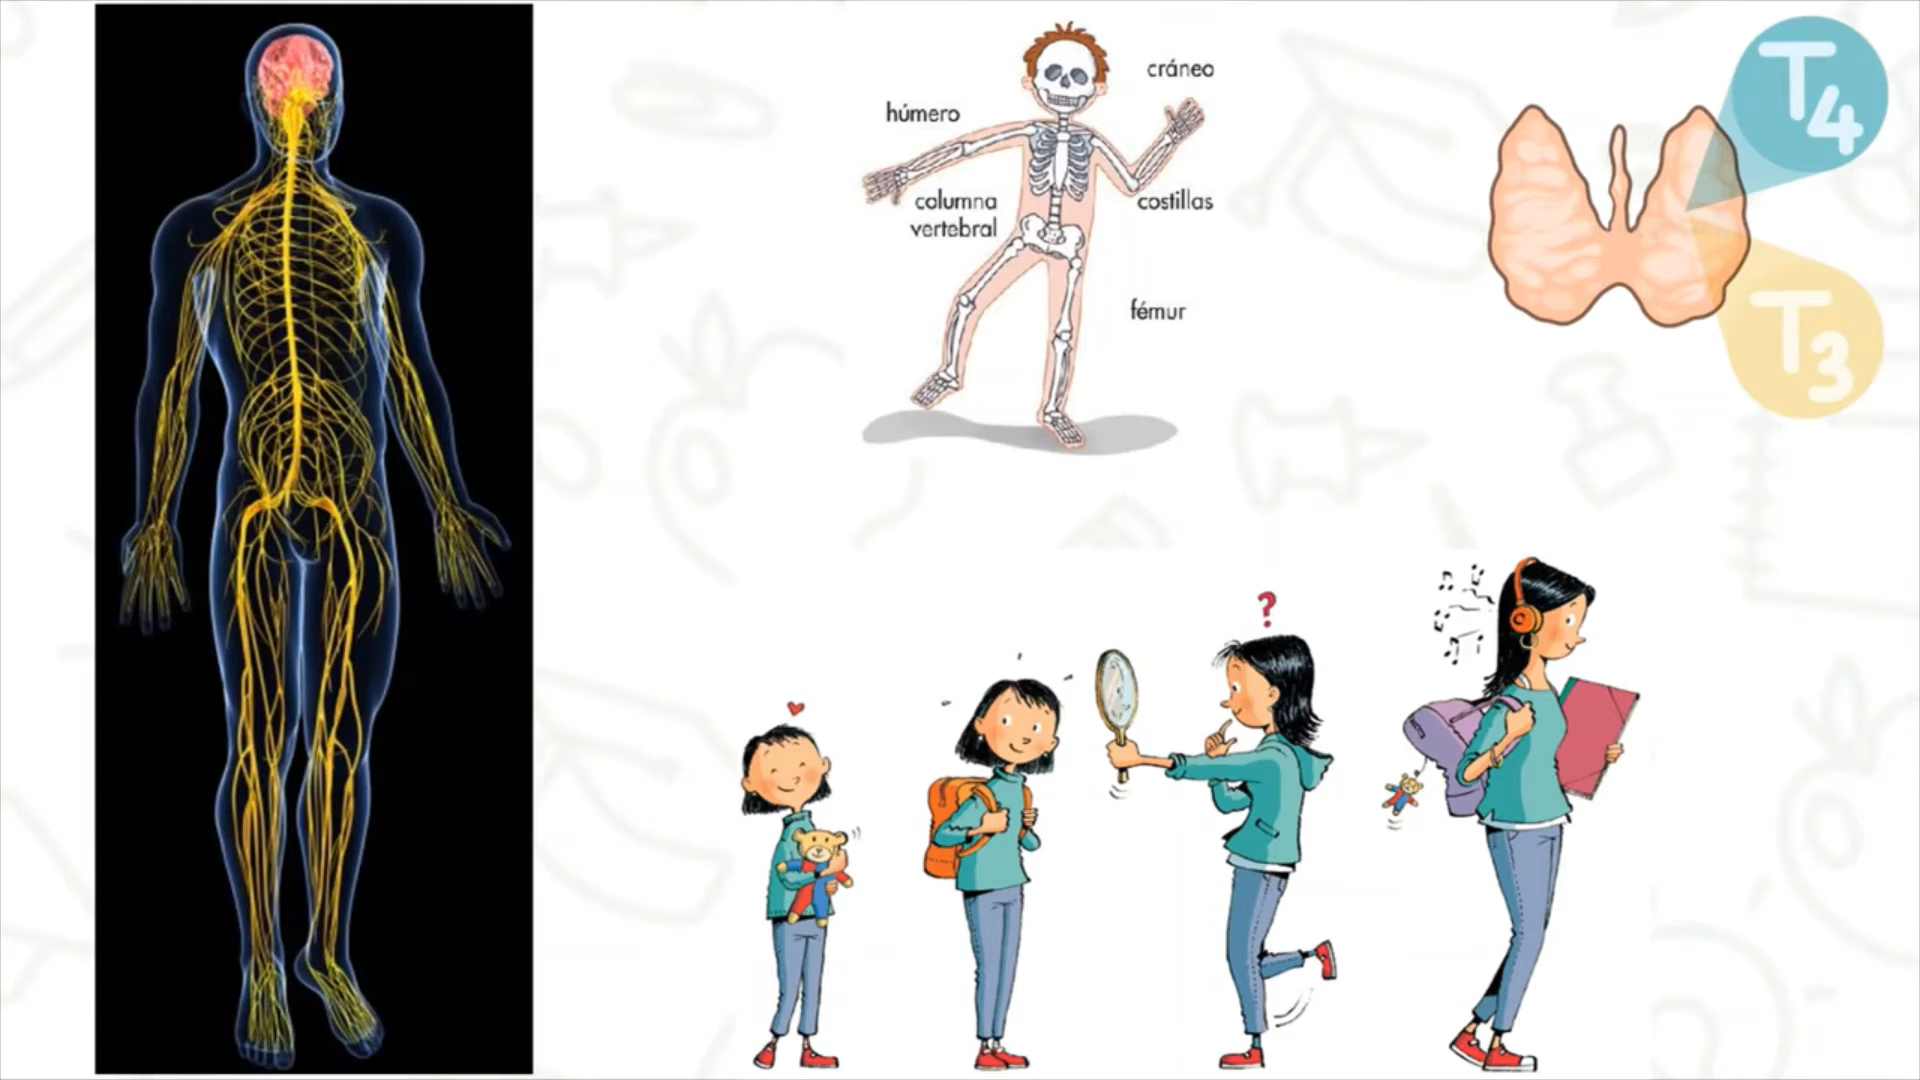 cráneo
húmero
columna
vertebral
costillas
fémur
T4
T3
?